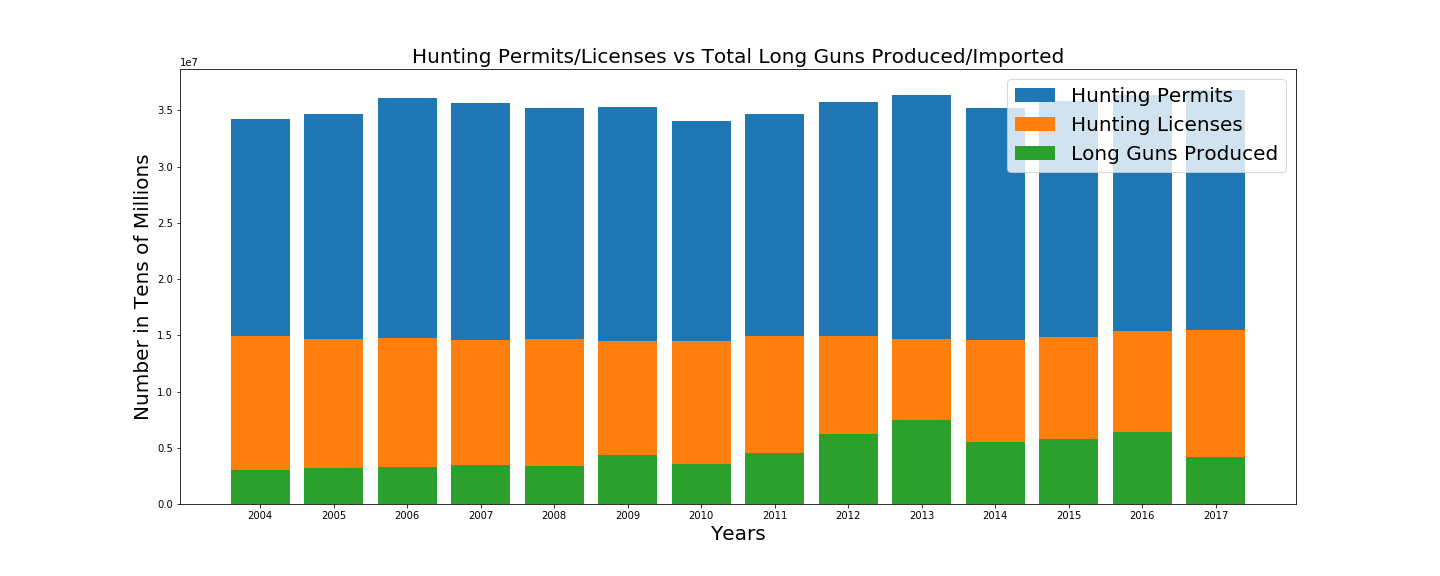 Hunting Permits/Licenses vs Total Long Guns Produced/Imported
1e7
3.5
3.0
2.5
2.0
1.5
1.0
0.5
0.0
Number in Tens of Millions
Hunting Permits
Hunting Licenses
Long Guns Produced
2004 2005 2006 2007 2008 2009 2010 2011 2012 2013 2014 2015 2016 2017
Years